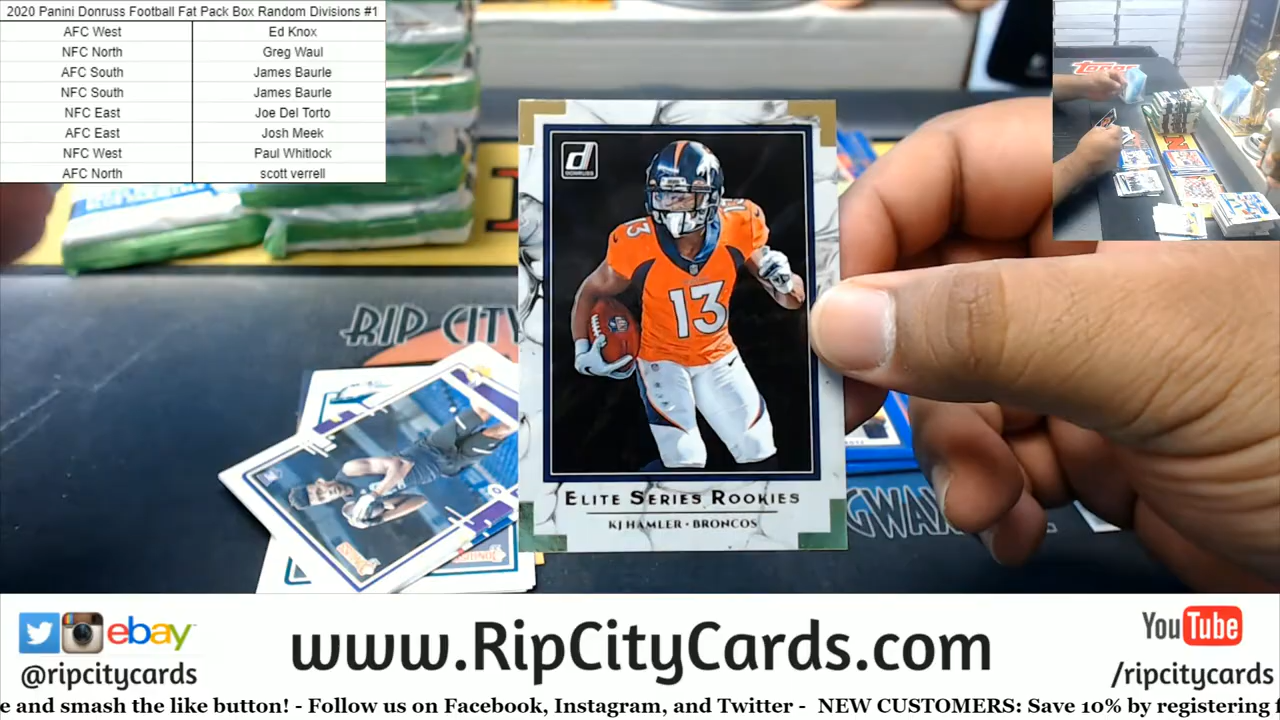 2020 Panini Donruss Football Fat Pack Box Random Divisions #1
AFC West Ed Knox
NFC North Greg Waul
AFC South James Baurle
NFC South James Baurle
NFC East Joe Del Torto
AFC East Josh Meek
NFC West Paul Whitlock
AFC North scott verrell
Topps
RIP CITY
d
DONRUSS
13
13
ELITE SERIES ROOKIES
KJ HAMLER • BRONCOS
ebay
@ripcitycards
www.RipCityCards.com
YouTube
/ripcitycards
e and smash the like button! - Follow us on Facebook, Instagram, and Twitter - NEW CUSTOMERS: Save 10% by registering